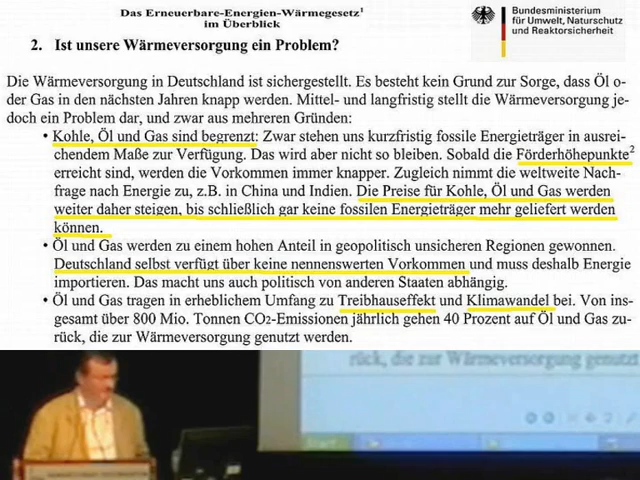 Das Erneuerbare-Energien-Wärmegesetz¹
im Überblick
Bundesministerium
für Umwelt, Naturschutz
und Reaktorsicherheit
2. Ist unsere Wärmeversorgung ein Problem?
Die Wärmeversorgung in Deutschland ist sichergestellt. Es besteht kein Grund zur Sorge, dass Öl o-
der Gas in den nächsten Jahren knapp werden. Mittel- und langfristig stellt die Wärmeversorgung je-
doch ein Problem dar, und zwar aus mehreren Gründen:
• Kohle, Öl und Gas sind begrenzt: Zwar stehen uns kurzfristig fossile Energieträger in ausrei-
chendem Maße zur Verfügung. Das wird aber nicht so bleiben. Sobald die Förderhöhepunkte²
erreicht sind, werden die Vorkommen immer knapper. Zugleich nimmt die weltweite Nach-
frage nach Energie zu, z.B. in China und Indien. Die Preise für Kohle, Öl und Gas werden
weiter daher steigen, bis schließlich gar keine fossilen Energieträger mehr geliefert werden
können.
• Öl und Gas werden zu einem hohen Anteil in geopolitisch unsicheren Regionen gewonnen.
Deutschland selbst verfügt über keine nennenswerten Vorkommen und muss deshalb Energie
importieren. Das macht uns auch politisch von anderen Staaten abhängig.
• Öl und Gas tragen in erheblichem Umfang zu Treibhauseffekt und Klimawandel bei. Von ins-
gesamt über 800 Mio. Tonnen CO2-Emissionen jährlich gehen 40 Prozent auf Öl und Gas zu-
rück, die zur Wärmeversorgung genutzt werden.
rück, die zur Wärmeversorgung genutzt
Start